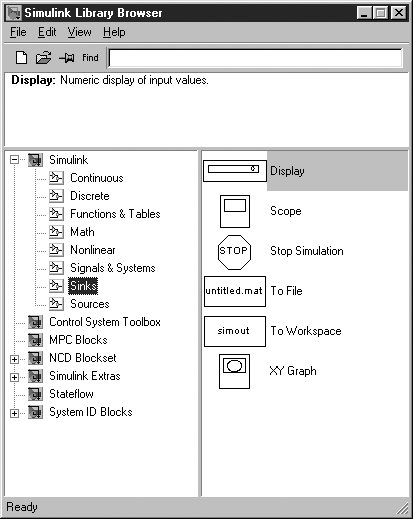 Simulink Library Browser
File Edit View Help
Find
Display: Numeric display of input values.
Simulink
Continuous
Discrete
Functions & Tables
Math
Nonlinear
Signals & Systems
Sinks
Sources
Control System Toolbox
MPC Blocks
NCD Blockset
Simulink Extras
Stateflow
System ID Blocks
Display
Scope
STOP Stop Simulation
untitled.mat To File
simout To Workspace
XY Graph
Ready